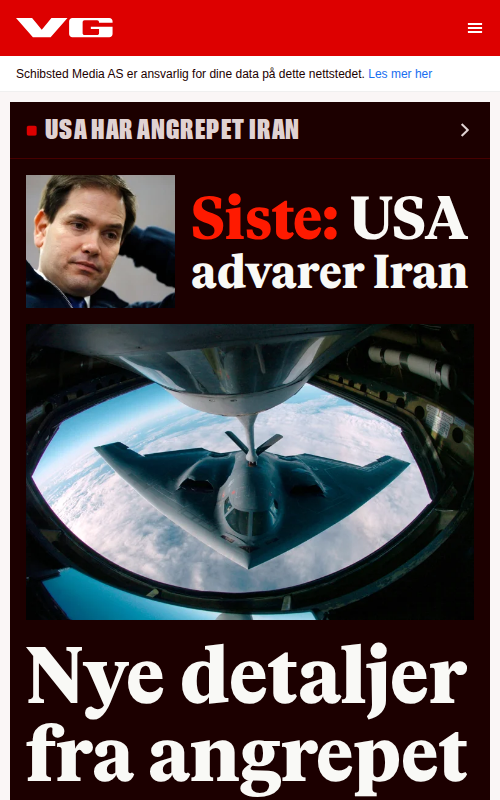 VG
Schibsted Media AS er ansvarlig for dine data på dette nettstedet. Les mer her
USA HAR ANGREPET IRAN
Siste: USA
advarer Iran
Nye detaljer
fra angrepet